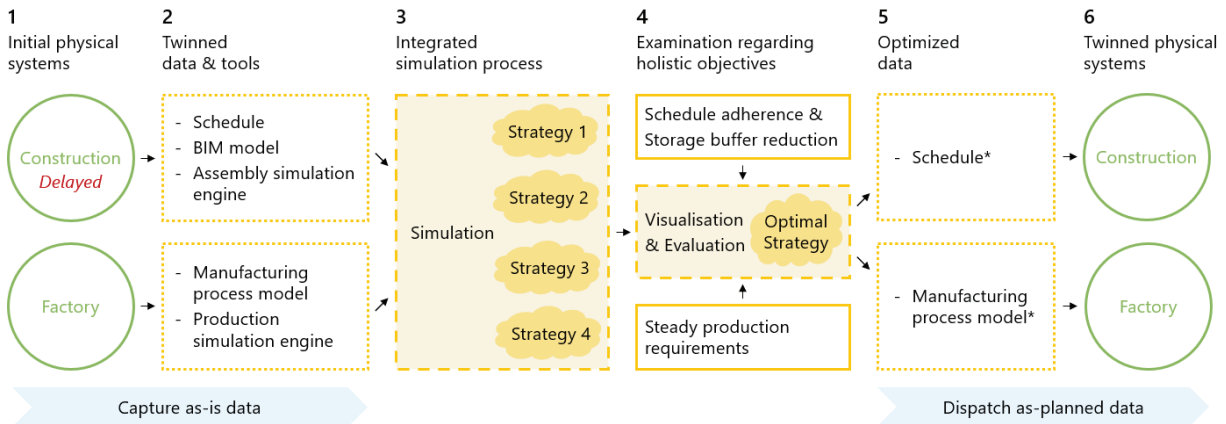 1
Initial physical
systems
2
Twinned
data & tools
3
Integrated
simulation process
4
Examination regarding
holistic objectives
5
Optimized
data
6
Twinned physical
systems
Construction
Delayed
- Schedule
- BIM model
- Assembly simulation
engine
Factory
- Manufacturing
process model
- Production
simulation engine
Simulation
Strategy 1
Strategy 2
Strategy 3
Strategy 4
Schedule adherence &
Storage buffer reduction
Visualisation
& Evaluation
Optimal
Strategy
Steady production
requirements
- Schedule*
- Manufacturing
process model*
Construction
Factory
Capture as-is data
Dispatch as-planned data